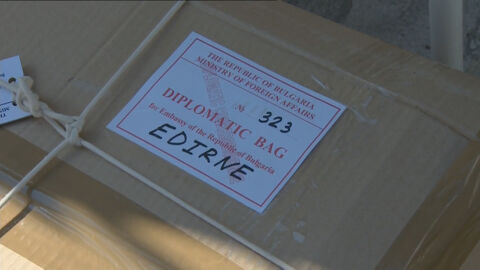 THE REPUBLIC OF BULGARIA
MINISTRY OF FOREIGN AFFAIRS
№ 323
DIPLOMATIC BAG
for Embassy of the Republic of Bulgaria
EDIRNE